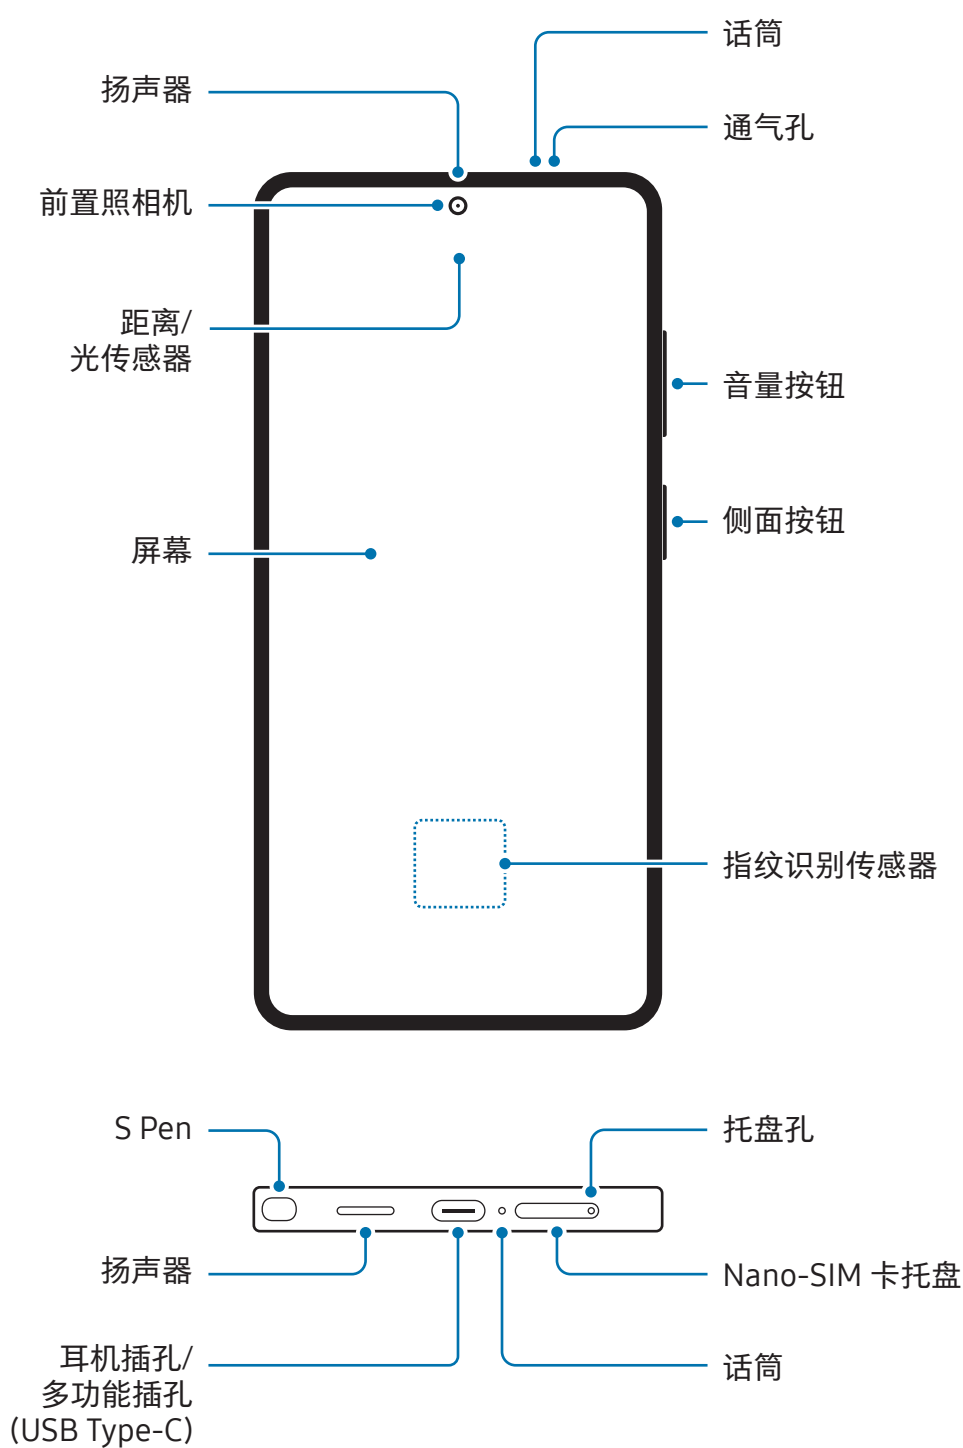 话筒
扬声器
通气孔
前置照相机
距离/
光传感器
音量按钮
侧面按钮
屏幕
指纹识别传感器
S Pen
托盘孔
扬声器
Nano-SIM 卡托盘
耳机插孔/
多功能插孔
(USB Type-C)
话筒